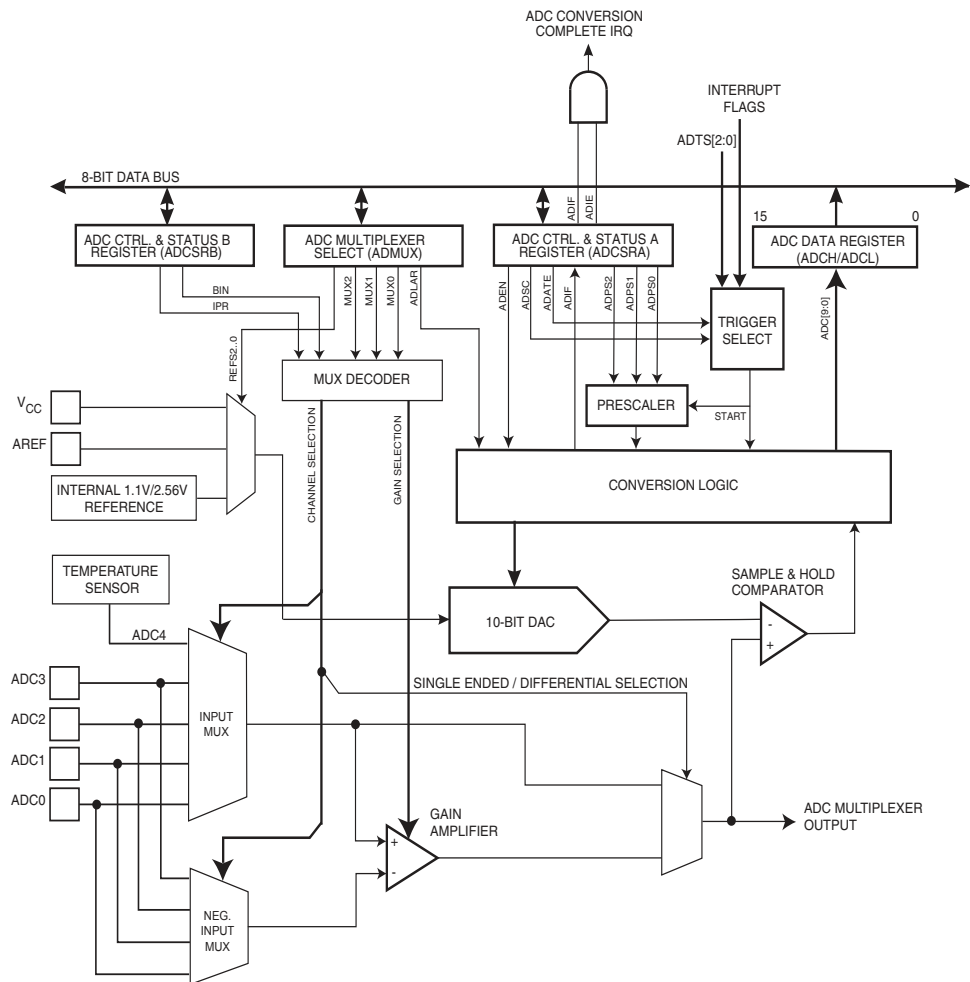 ADC CONVERSION
COMPLETE IRQ
INTERRUPT
FLAGS
ADTS[2:0]
8-BIT DATA BUS
ADIF
ADIE
15
0
ADC CTRL. & STATUS B
REGISTER (ADCSRB)
ADC MULTIPLEXER
SELECT (ADMUX)
ADC CTRL. & STATUS A
REGISTER (ADCSRA)
ADC DATA REGISTER
(ADCH/ADCL)
BIN
IPR
REFS2..0
MUX2
MUX1
MUX0
ADLAR
ADEN
ADSC
ADATE
ADIF
ADPS2
ADPS1
ADPS0
TRIGGER
SELECT
ADC[9:0]
MUX DECODER
PRESCALER
START
VCC
AREF
INTERNAL 1.1V/2.56V
REFERENCE
CHANNEL SELECTION
GAIN SELECTION
CONVERSION LOGIC
TEMPERATURE
SENSOR
ADC4
10-BIT DAC
SAMPLE & HOLD
COMPARATOR
-
+
ADC3
ADC2
ADC1
ADC0
INPUT
MUX
SINGLE ENDED / DIFFERENTIAL SELECTION
GAIN
AMPLIFIER
+
-
ADC MULTIPLEXER
OUTPUT
NEG.
INPUT
MUX